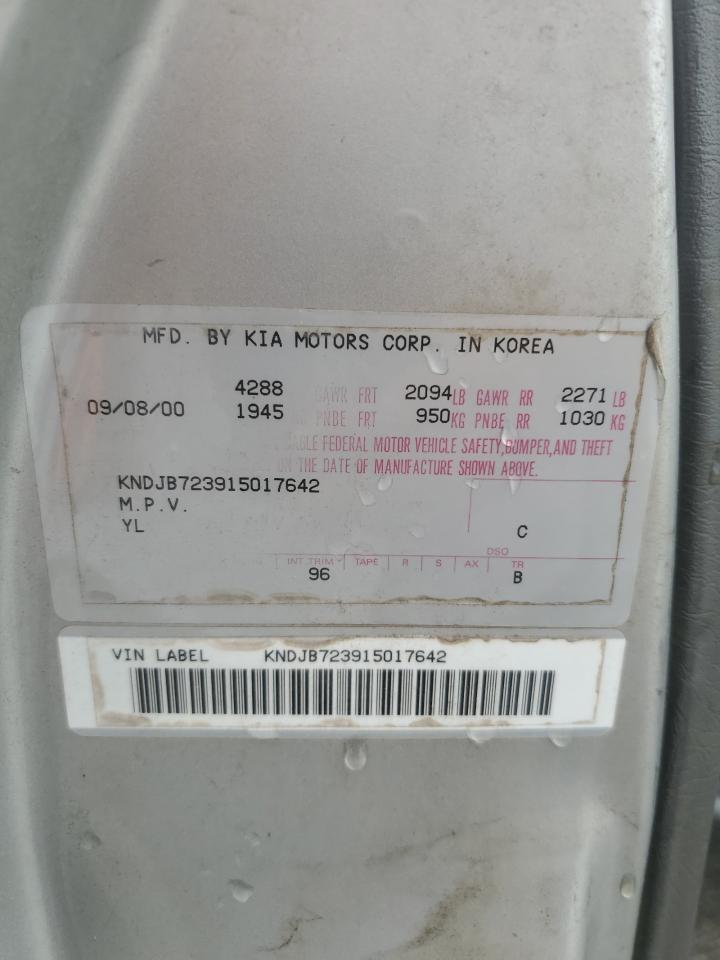 MFD. BY KIA MOTORS CORP. IN KOREA
4288 GAWR FRT 2094 LB GAWR RR 2271 LB
09/08/00 1945 PNBE FRT 950 KG PNBE RR 1030 KG
FEDERAL MOTOR VEHICLE SAFETY, BUMPER, AND THEFT
ON THE DATE OF MANUFACTURE SHOWN ABOVE.
KNDJB723915017642
M.P.V.
YL
C
DSO
INT TRIM TAPE R S AX TR
96 B
VIN LABEL KNDJB723915017642